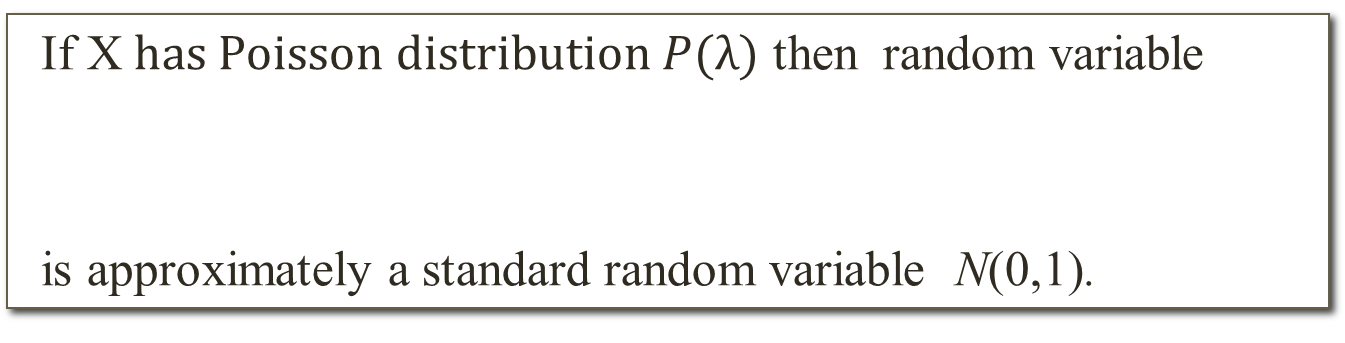 If X has Poisson distribution P(λ) then random variable
is approximately a standard random variable N(0,1).